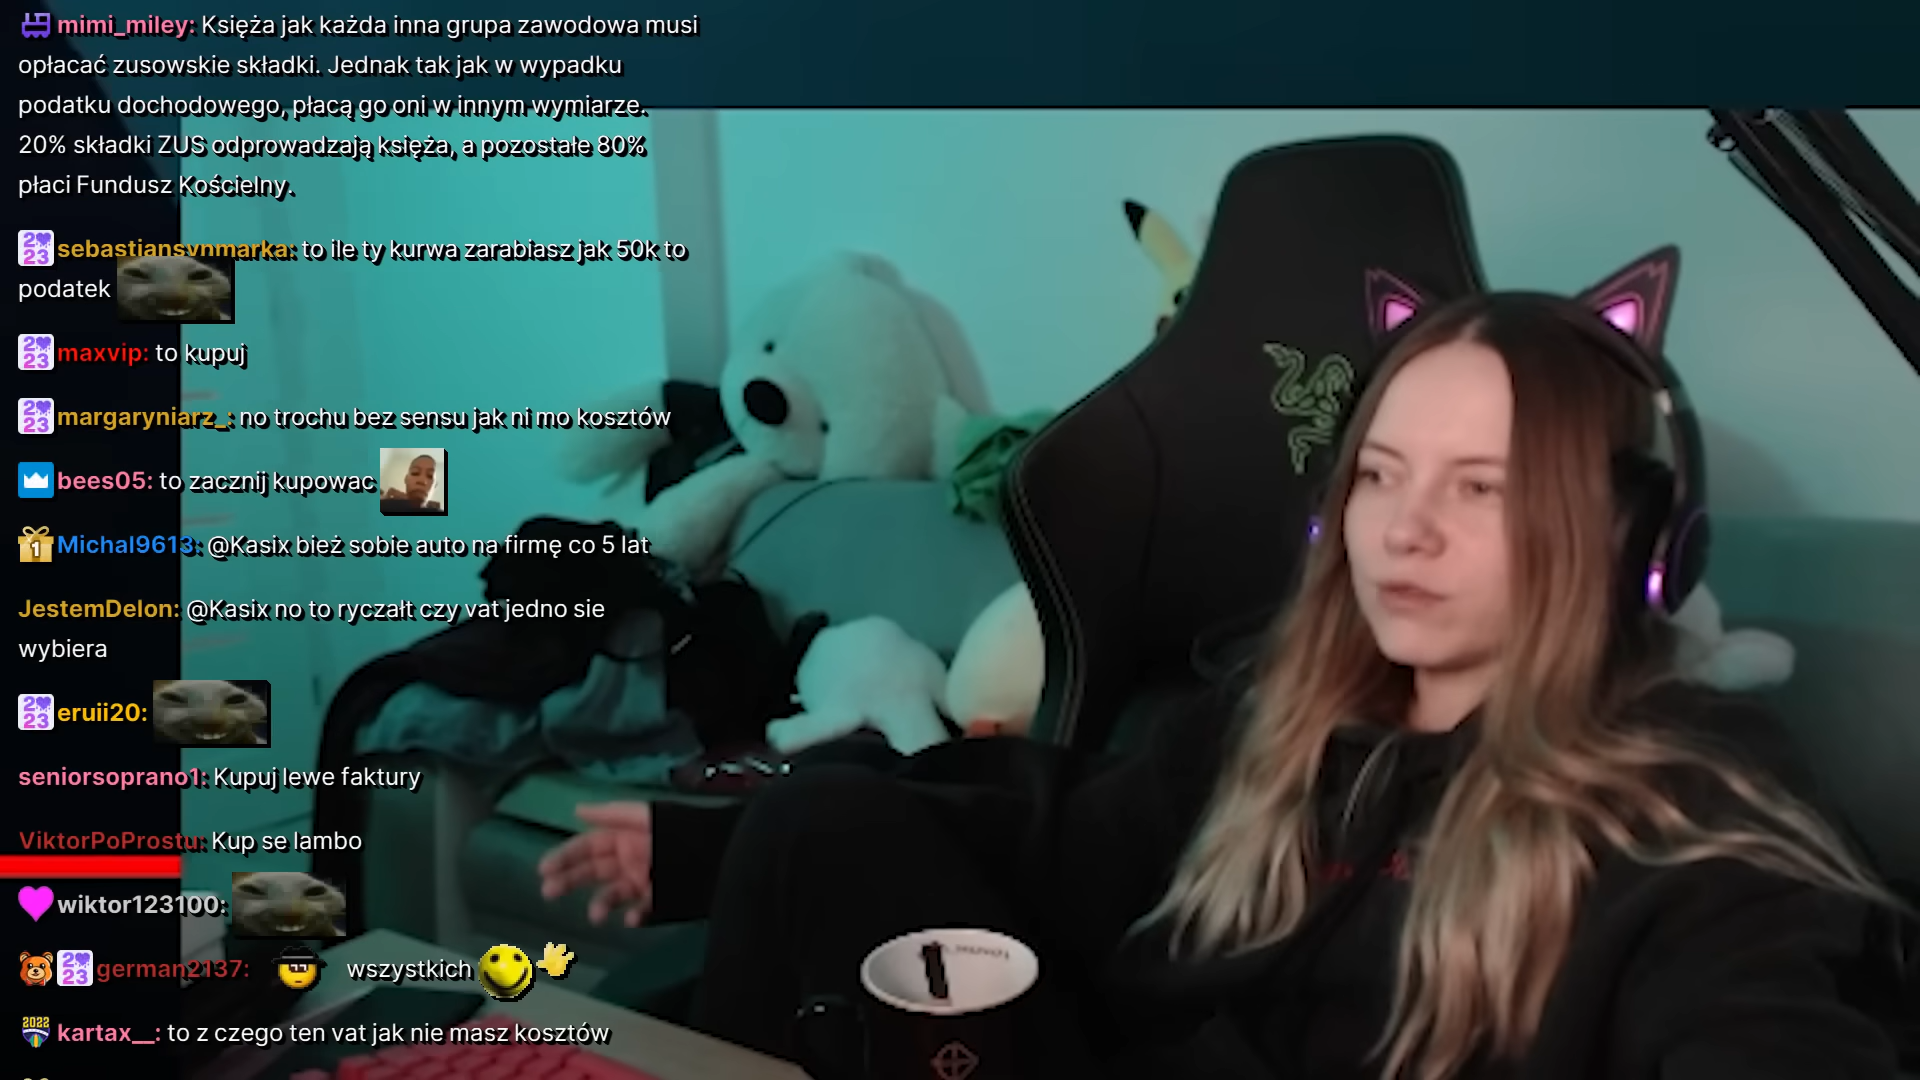 mimi_miley: Księża jak każda inna grupa zawodowa musi
opłacać zusowskie składki. Jednak tak jak w wypadku
podatku dochodowego, płacą go oni w innym wymiarze.
20% składki ZUS odprowadzają księża, a pozostałe 80%
płaci Fundusz Kościelny.
sebastiansynmarka: to ile ty kurwa zarabiasz jak 50k to
podatek
maxvip: to kupuj
margaryniarz_: no trochu bez sensu jak ni mo kosztów
bees05: to zacznij kupowac
Michal9613: @Kasix bież sobie auto na firmę co 5 lat
JestemDelon: @Kasix no to ryczałt czy vat jedno sie
wybiera
eruii20:
seniorsoprano1: Kupuj lewe faktury
ViktorPoProstu: Kup se lambo
wiktor123100:
german2137: wszystkich
kartax__: to z czego ten vat jak nie masz kosztów